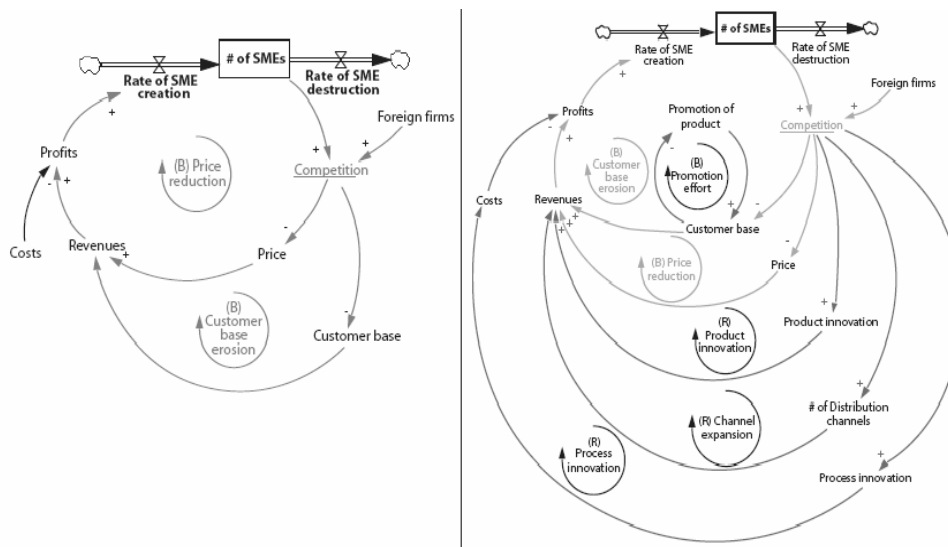 # of SMEs
Rate of SME
creation
Rate of SME
destruction
+
Foreign firms
+
+
Profits
(B) Price
reduction
Competition
-
+
-
Costs
Revenues
+
Price
(B)
Customer
base
erosion
-
Customer base
# of SMEs
Rate of SME
creation
Rate of SME
destruction
+
Foreign firms
Profits
Promotion of
product
+
+
Competition
-
+
(B)
Customer
base erosion
-
(B)
Promotion
effort
Costs
Revenues
+
-
+
+
+
Customer base
-
(B) Price
reduction
Price
(R)
Product
innovation
+
Product innovation
+
# of Distribution
channels
(R) Channel
expansion
(R)
Process
innovation
+
Process innovation